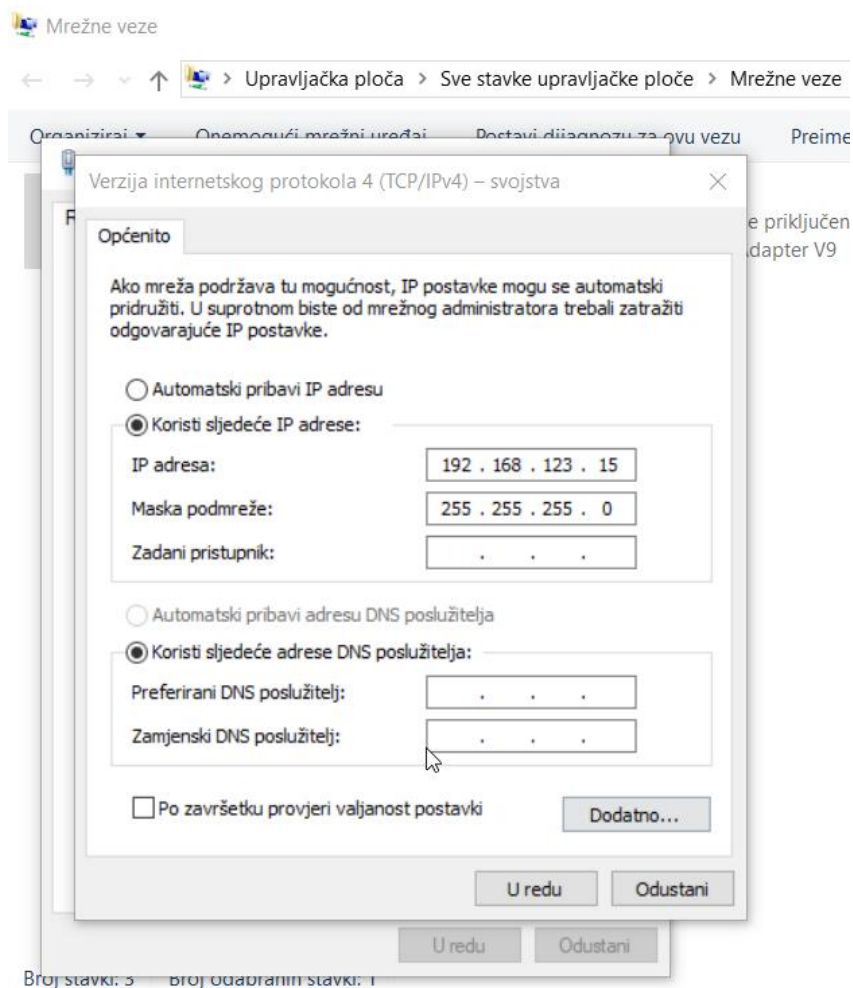 Mrežne veze
Upravljačka ploča > Sve stavke upravljačke ploče > Mrežne veze
Organiziraj Onemogući mrežni uređaj Postavi dijagnozu za ovu vezu Preime
Verzija internetskog protokola 4 (TCP/IPv4) – svojstva
e priključen
dapter V9
Općenito
Ako mreža podržava tu mogućnost, IP postavke mogu se automatski
pridružiti. U suprotnom biste od mrežnog administratora trebali zatražiti
odgovarajuće IP postavke.
Automatski pribavi IP adresu
Koristi sljedeće IP adrese:
IP adresa: 192 . 168 . 123 . 15
Maska podmreže: 255 . 255 . 255 . 0
Zadani pristupnik: . . .
Automatski pribavi adresu DNS poslužitelja
Koristi sljedeće adrese DNS poslužitelja:
Preferirani DNS poslužitelj: . . .
Zamjenski DNS poslužitelj: . . .
Po završetku provjeri valjanost postavki Dodatno...
U redu Odustani
U redu Odustani
Broj stavki: 3 Broj odabranih stavki: 1